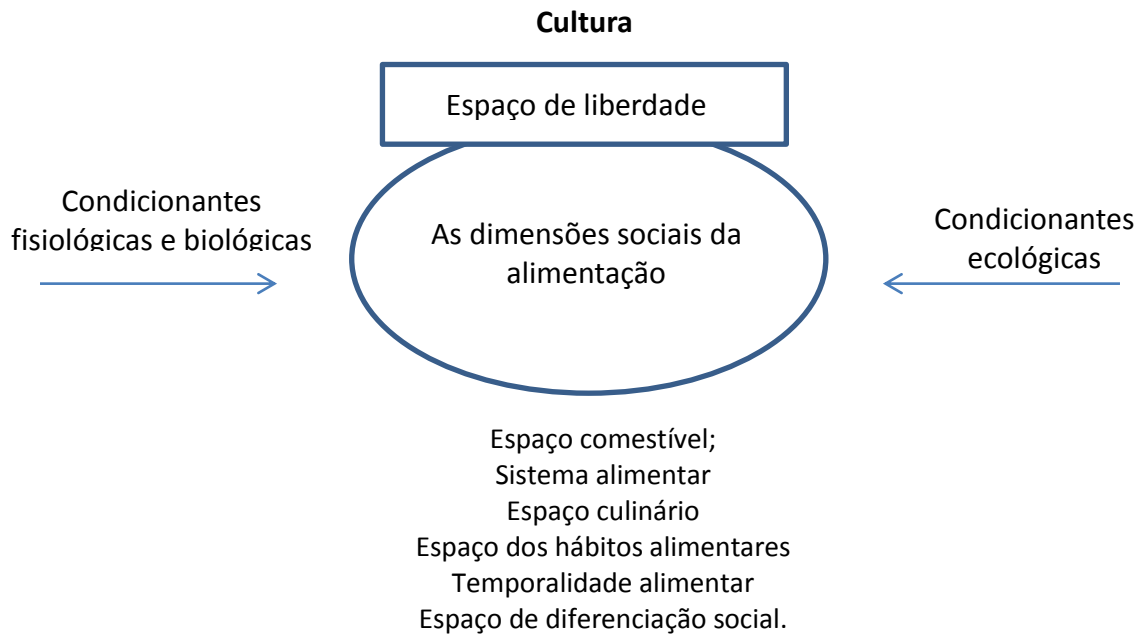 Cultura
Espaço de liberdade
Condicionantes
fisiológicas e biológicas
As dimensões sociais da
alimentação
Condicionantes
ecológicas
Espaço comestível;
Sistema alimentar
Espaço culinário
Espaço dos hábitos alimentares
Temporalidade alimentar
Espaço de diferenciação social.